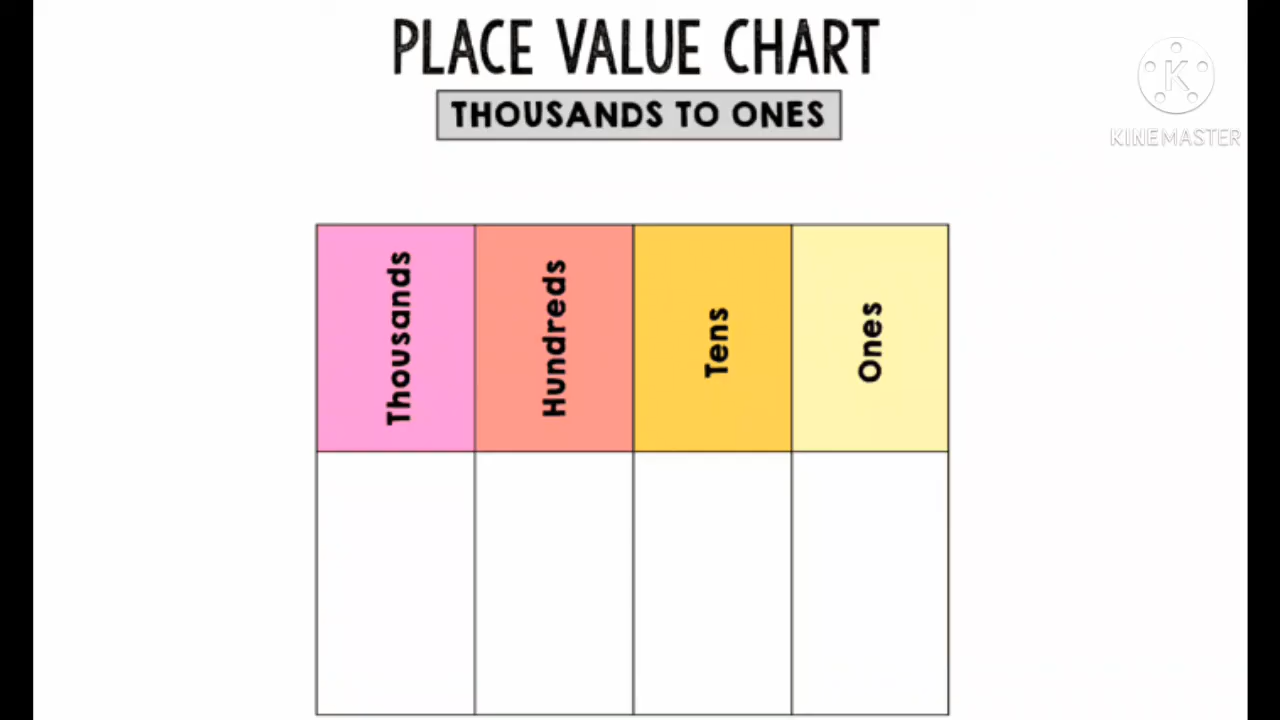 PLACE VALUE CHART
THOUSANDS TO ONES
K
KINEMASTER
Thousands
Hundreds
Tens
Ones